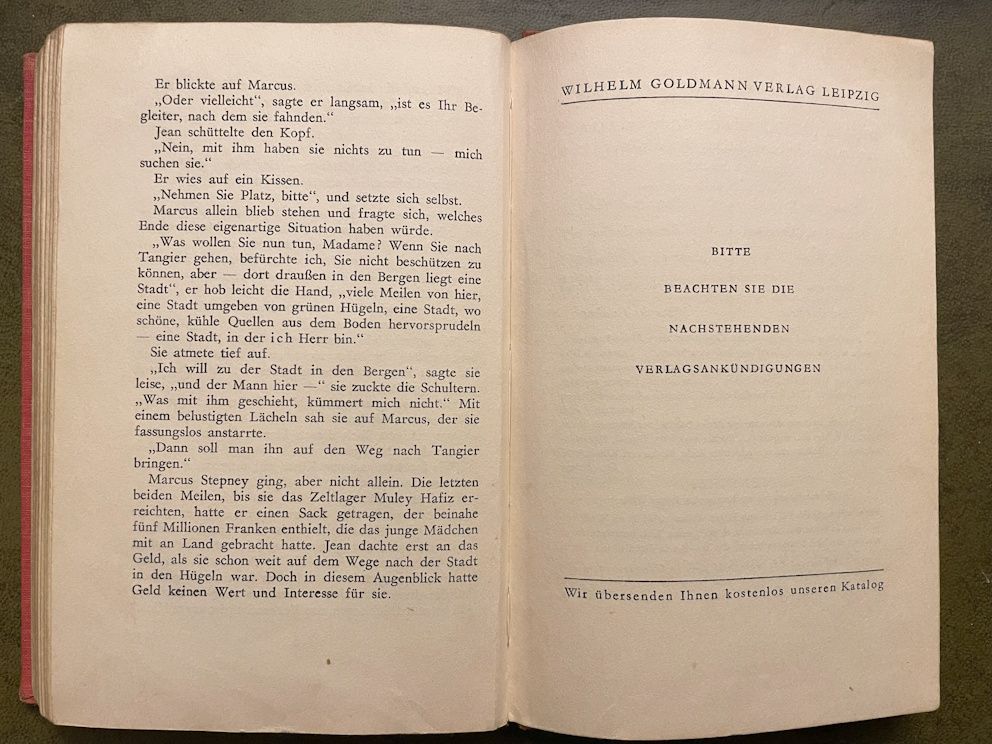 Er blickte auf Marcus.
„Oder vielleicht“, sagte er langsam, „ist es Ihr Be-
gleiter, nach dem sie fahnden.“
Jean schüttelte den Kopf.
„Nein, mit ihm haben sie nichts zu tun — mich
suchen sie.“
Er wies auf ein Kissen.
„Nehmen Sie Platz, bitte“, und setzte sich selbst.
Marcus allein blieb stehen und fragte sich, welches
Ende diese eigenartige Situation haben würde.
„Was wollen Sie nun tun, Madame? Wenn Sie nach
Tangier gehen, befürchte ich, Sie nicht beschützen zu
können, aber — dort draußen in den Bergen liegt eine
Stadt“, er hob leicht die Hand, „viele Meilen von hier,
eine Stadt umgeben von grünen Hügeln, eine Stadt, wo
schöne, kühle Quellen aus dem Boden hervorsprudeln
— eine Stadt, in der ich Herr bin.“
Sie atmete tief auf.
„Ich will zu der Stadt in den Bergen“, sagte sie
leise, „und der Mann hier —“ sie zuckte die Schultern.
„Was mit ihm geschieht, kümmert mich nicht.“ Mit
einem belustigten Lächeln sah sie auf Marcus, der sie
fassungslos anstarrte.
„Dann soll man ihn auf den Weg nach Tangier
bringen.“
Marcus Stepney ging, aber nicht allein. Die letzten
beiden Meilen, bis sie das Zeltlager Muley Hafiz er-
reichten, hatte er einen Sack getragen, der beinahe
fünf Millionen Franken enthielt, die das junge Mädchen
mit an Land gebracht hatte. Jean dachte erst an das
Geld, als sie schon weit auf dem Wege nach der Stadt
in den Hügeln war. Doch in diesem Augenblick hatte
Geld keinen Wert und Interesse für sie.
WILHELM GOLDMANN VERLAG LEIPZIG
BITTE
BEACHTEN SIE DIE
NACHSTEHENDEN
VERLAGSANKÜNDIGUNGEN
Wir übersenden Ihnen kostenlos unseren Katalog